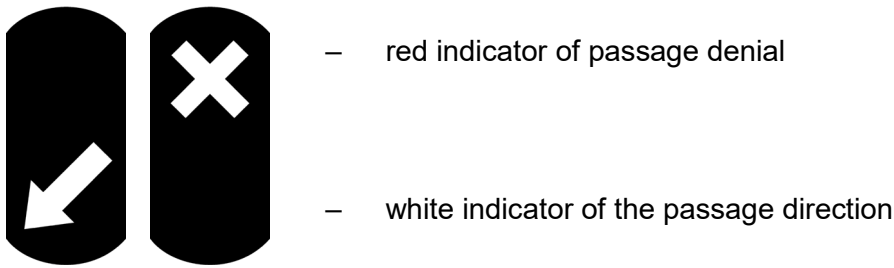 – red indicator of passage denial
– white indicator of the passage direction